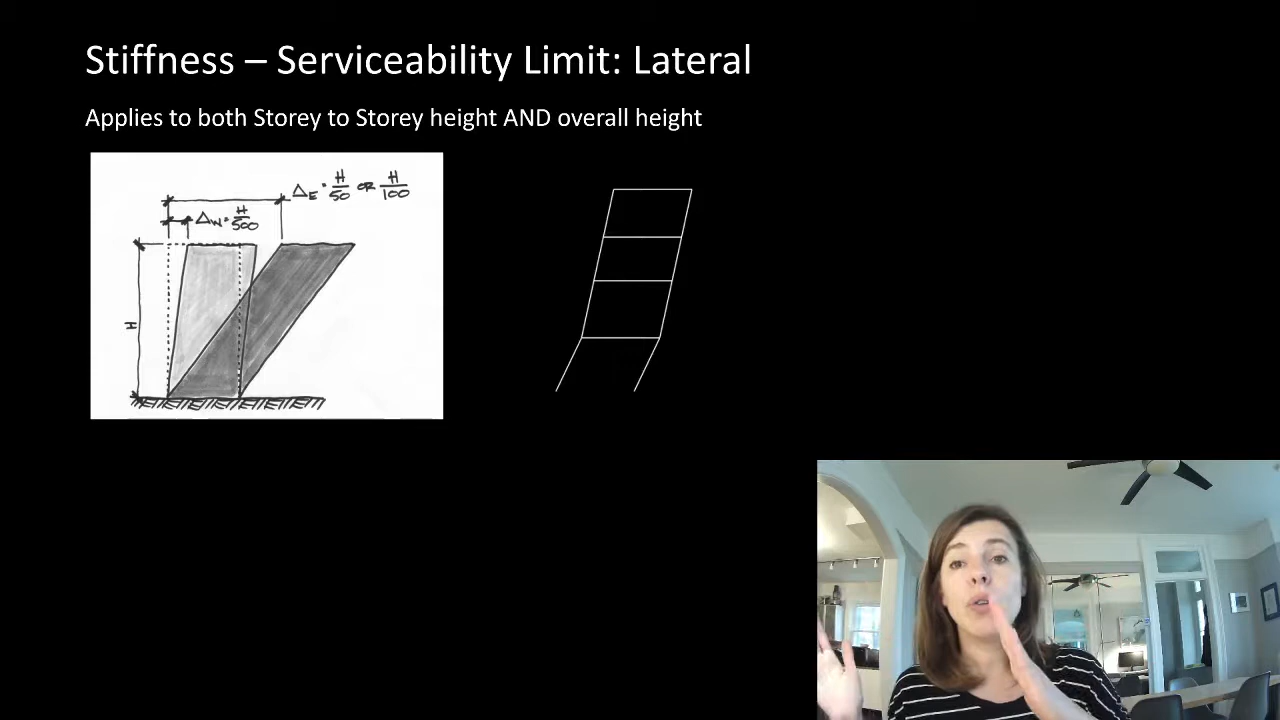 Stiffness – Serviceability Limit: Lateral
Applies to both Storey to Storey height AND overall height
ΔE = H/50 OR H/100
ΔW = H/500
H